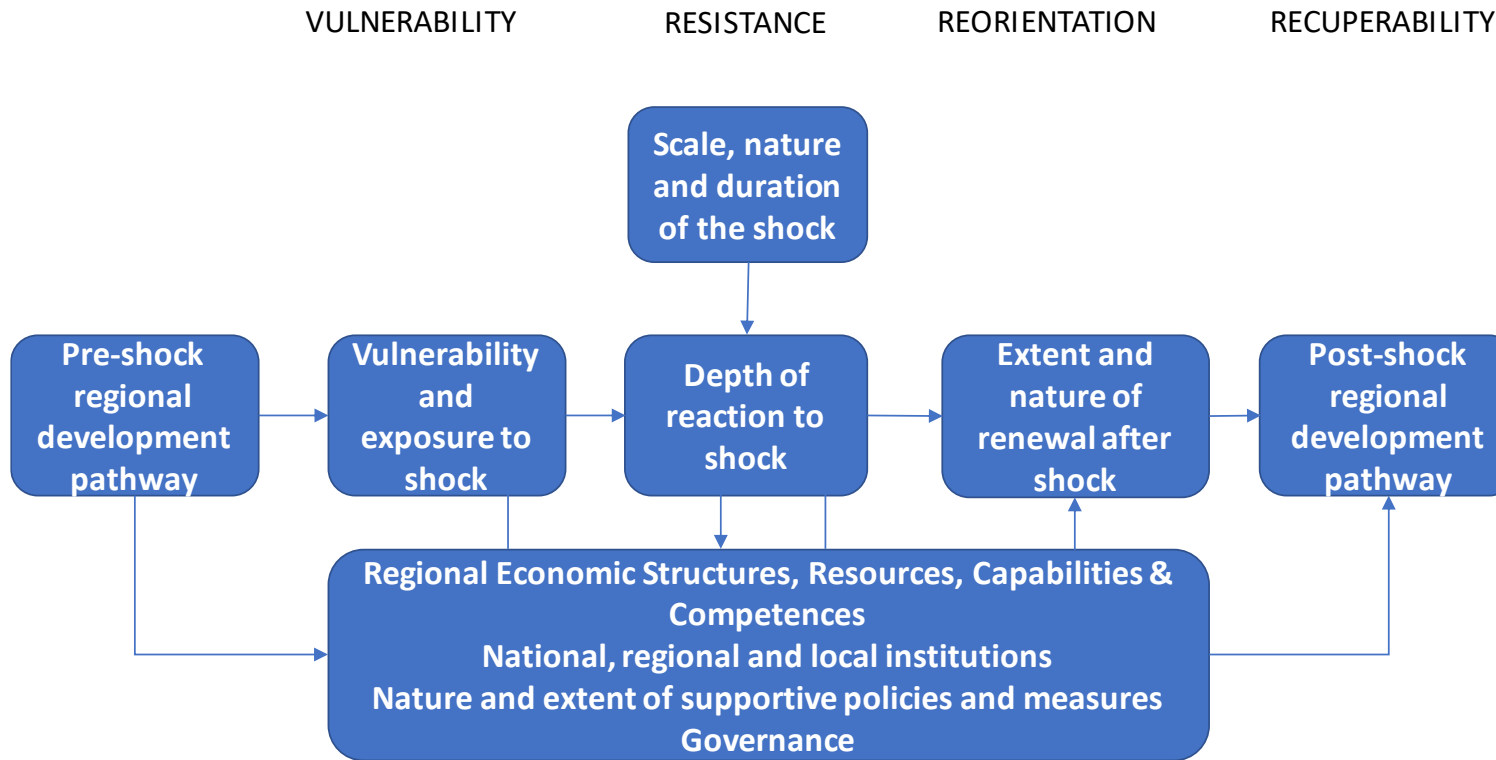 VULNERABILITY
RESISTANCE
REORIENTATION
RECUPERABILITY
Scale, nature
and duration
of the shock
Pre-shock
regional
development
pathway
Vulnerability
and
exposure to
shock
Depth of
reaction to
shock
Extent and
nature of
renewal after
shock
Post-shock
regional
development
pathway
Regional Economic Structures, Resources, Capabilities &
Competences
National, regional and local institutions
Nature and extent of supportive policies and measures
Governance